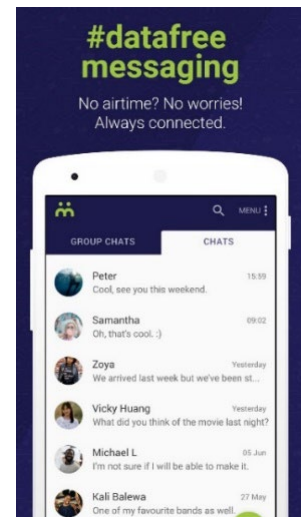 #datafree
messaging
No airtime? No worries!
Always connected.
MENU
GROUP CHATS
CHATS
Peter
15:59
Cool, see you this weekend.
Samantha
09:02
Oh, that's cool. :)
Zoya
Yesterday
We arrived last week but we've been st...
Vicky Huang
Yesterday
What did you think of the movie last night?
Michael L
05 Jun
I'm not sure if I will be able to make it.
Kali Balewa
27 May
One of my favourite bands as well.